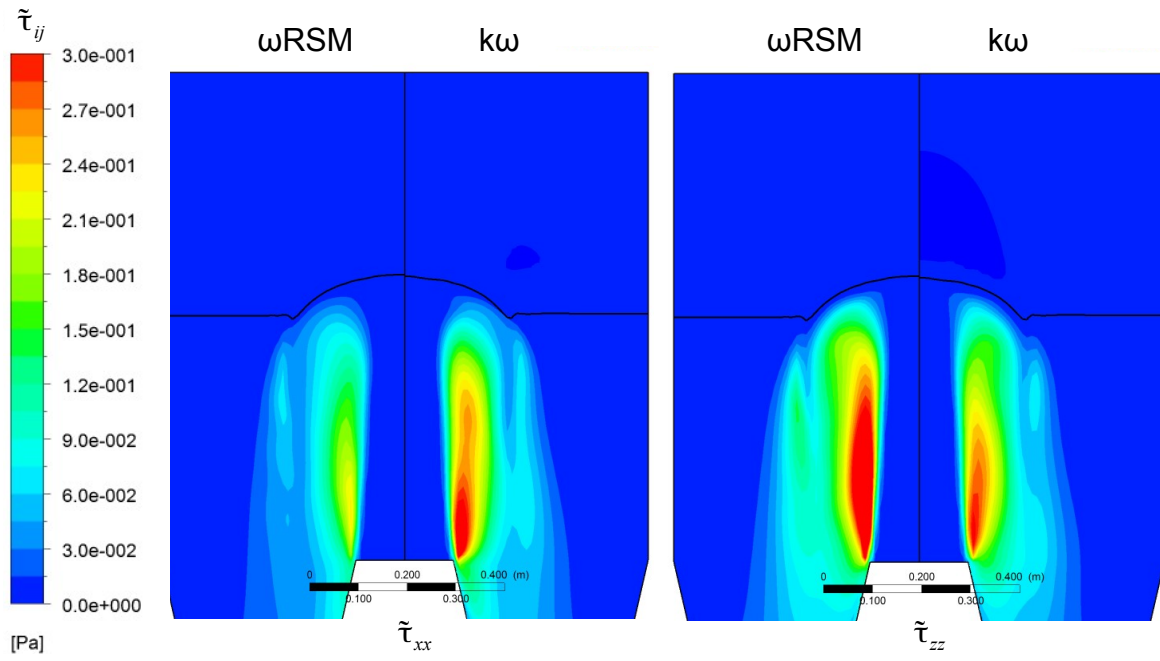 τ̃ij
ωRSM kω ωRSM kω
3.0e-001
2.7e-001
2.4e-001
2.1e-001
1.8e-001
1.5e-001
1.2e-001
9.0e-002
6.0e-002
3.0e-002
0.0e+000
[Pa]
0 0.200 0.400 (m)
0.100 0.300
0 0.200 0.400 (m)
0.100 0.300
τ̃xx τ̃zz